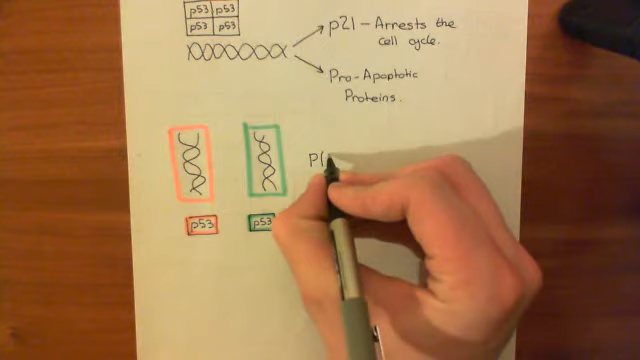 p53 p53
p53 p53
p21 - Arrests the
cell cycle.
Pro-Apoptotic
Proteins.
p53
p53